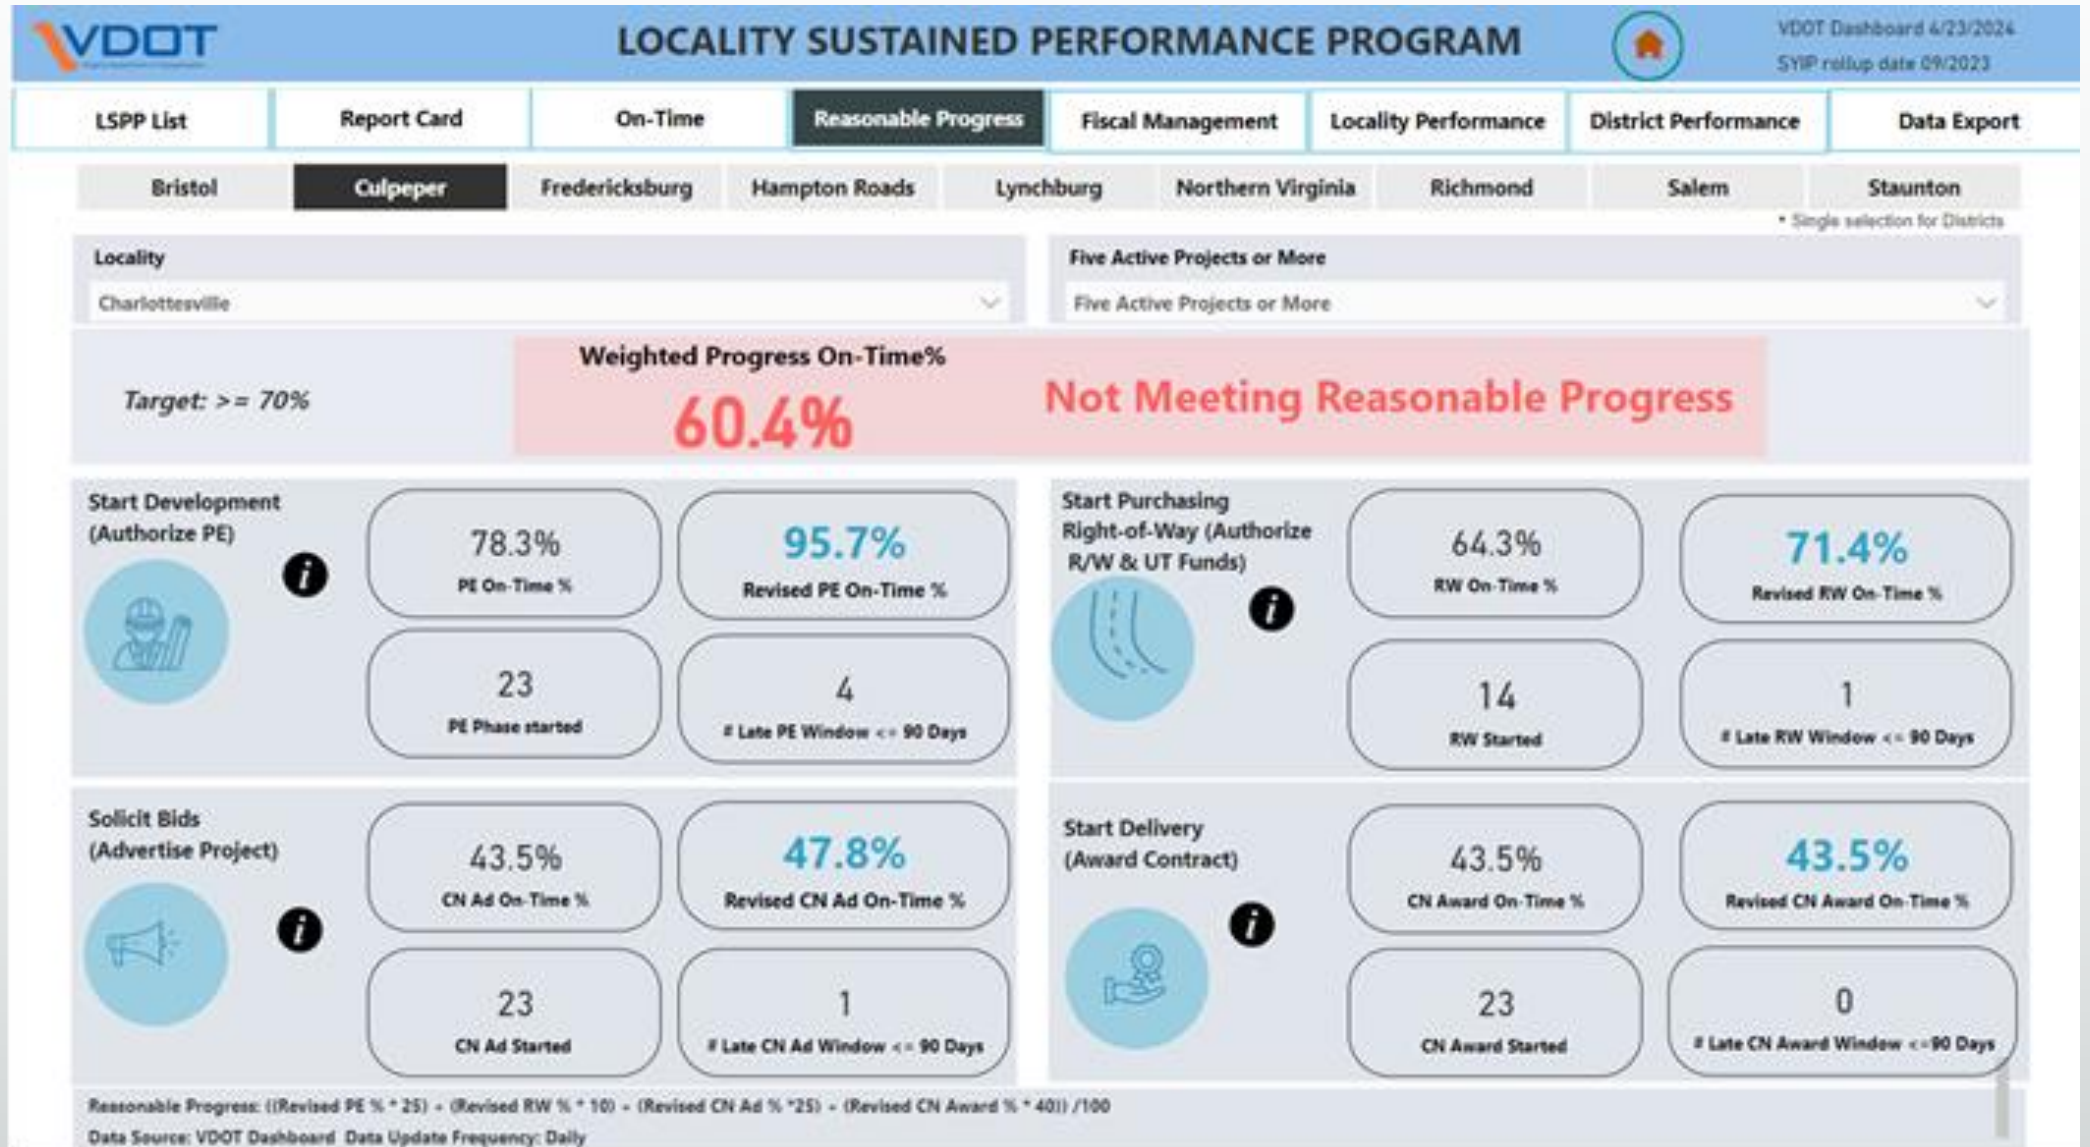 VDOT
LOCALITY SUSTAINED PERFORMANCE PROGRAM
VDOT Dashboard 4/23/2024
SYIP rollup date 09/2023
LSPP List
Report Card
On-Time
Reasonable Progress
Fiscal Management
Locality Performance
District Performance
Data Export
Bristol
Culpeper
Fredericksburg
Hampton Roads
Lynchburg
Northern Virginia
Richmond
Salem
Staunton
* Single selection for Districts
Locality
Charlottesville
Five Active Projects or More
Five Active Projects or More
Target: >= 70%
Weighted Progress On-Time%
60.4%
Not Meeting Reasonable Progress
Start Development
(Authorize PE)
i
78.3%
PE On-Time %
95.7%
Revised PE On-Time %
23
PE Phase started
4
# Late PE Window <= 90 Days
Start Purchasing
Right-of-Way (Authorize
R/W & UT Funds)
i
64.3%
RW On-Time %
71.4%
Revised RW On-Time %
14
RW Started
1
# Late RW Window <= 90 Days
Solicit Bids
(Advertise Project)
i
43.5%
CN Ad On-Time %
47.8%
Revised CN Ad On-Time %
23
CN Ad Started
1
# Late CN Ad Window <= 90 Days
Start Delivery
(Award Contract)
i
43.5%
CN Award On-Time %
43.5%
Revised CN Award On-Time %
23
CN Award Started
0
# Late CN Award Window <=90 Days
Reasonable Progress: ((Revised PE % * 25) + (Revised RW % * 10) + (Revised CN Ad % *25) + (Revised CN Award % * 40)) /100
Data Source: VDOT Dashboard Data Update Frequency: Daily